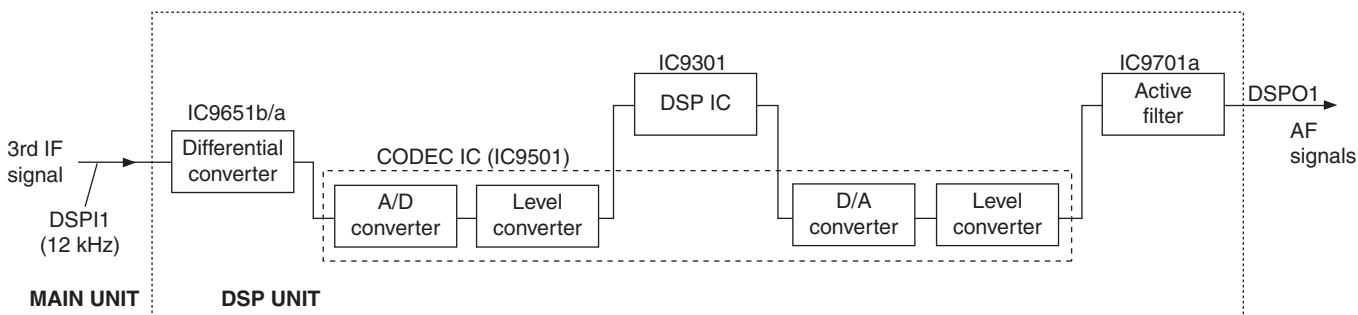 3rd IF
signal
DSPI1
(12 kHz)
MAIN UNIT
IC9651b/a
Differential
converter
CODEC IC (IC9501)
A/D
converter
Level
converter
IC9301
DSP IC
D/A
converter
Level
converter
IC9701a
Active
filter
DSPO1
AF
signals
DSP UNIT